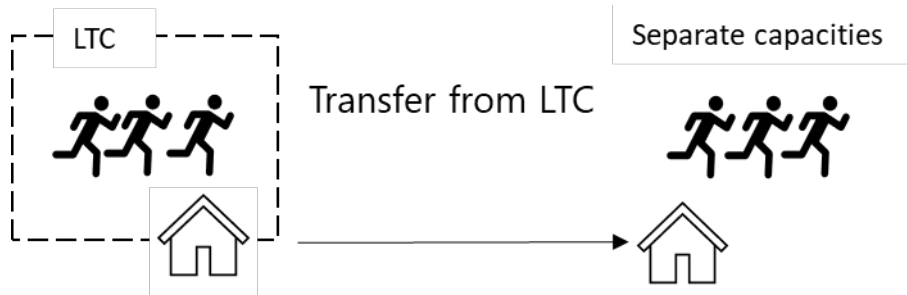 LTC
Separate capacities
Transfer from LTC